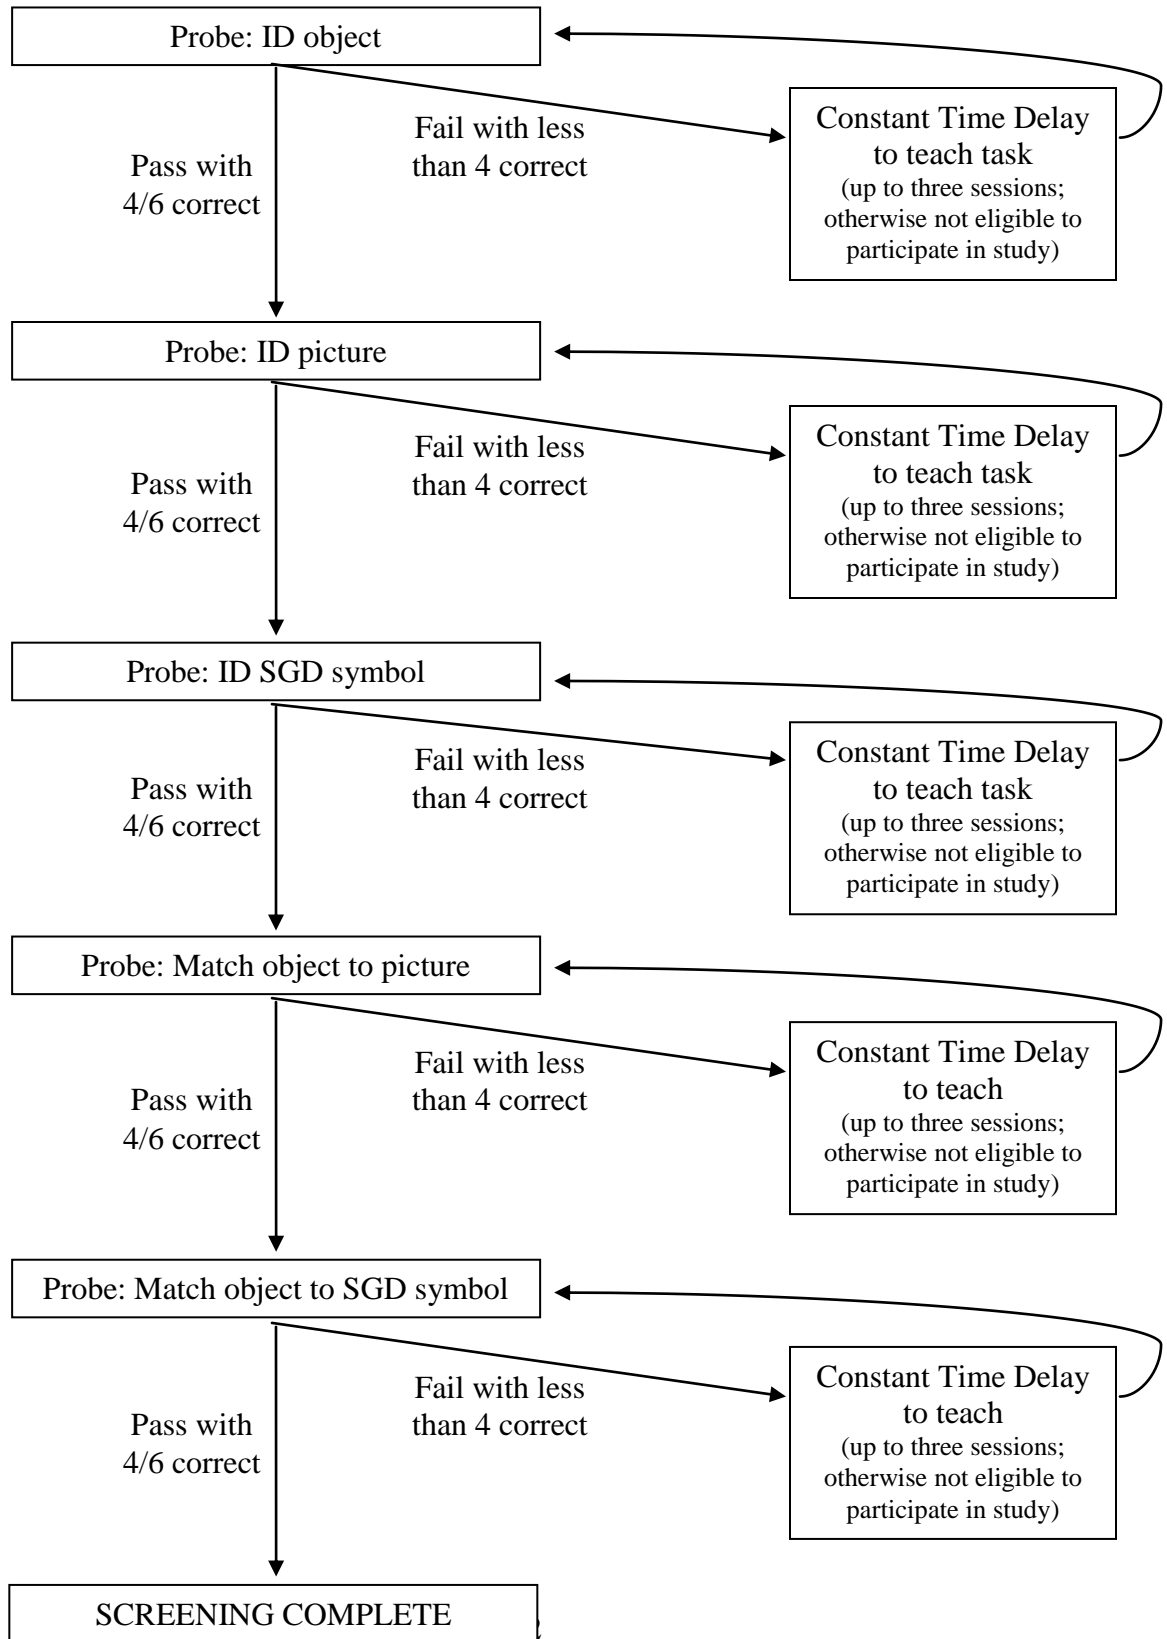 Probe: ID object
Pass with
4/6 correct
Fail with less
than 4 correct
Constant Time Delay
to teach task
(up to three sessions;
otherwise not eligible to
participate in study)
Probe: ID picture
Pass with
4/6 correct
Fail with less
than 4 correct
Constant Time Delay
to teach task
(up to three sessions;
otherwise not eligible to
participate in study)
Probe: ID SGD symbol
Pass with
4/6 correct
Fail with less
than 4 correct
Constant Time Delay
to teach task
(up to three sessions;
otherwise not eligible to
participate in study)
Probe: Match object to picture
Pass with
4/6 correct
Fail with less
than 4 correct
Constant Time Delay
to teach
(up to three sessions;
otherwise not eligible to
participate in study)
Probe: Match object to SGD symbol
Pass with
4/6 correct
Fail with less
than 4 correct
Constant Time Delay
to teach
(up to three sessions;
otherwise not eligible to
participate in study)
SCREENING COMPLETE